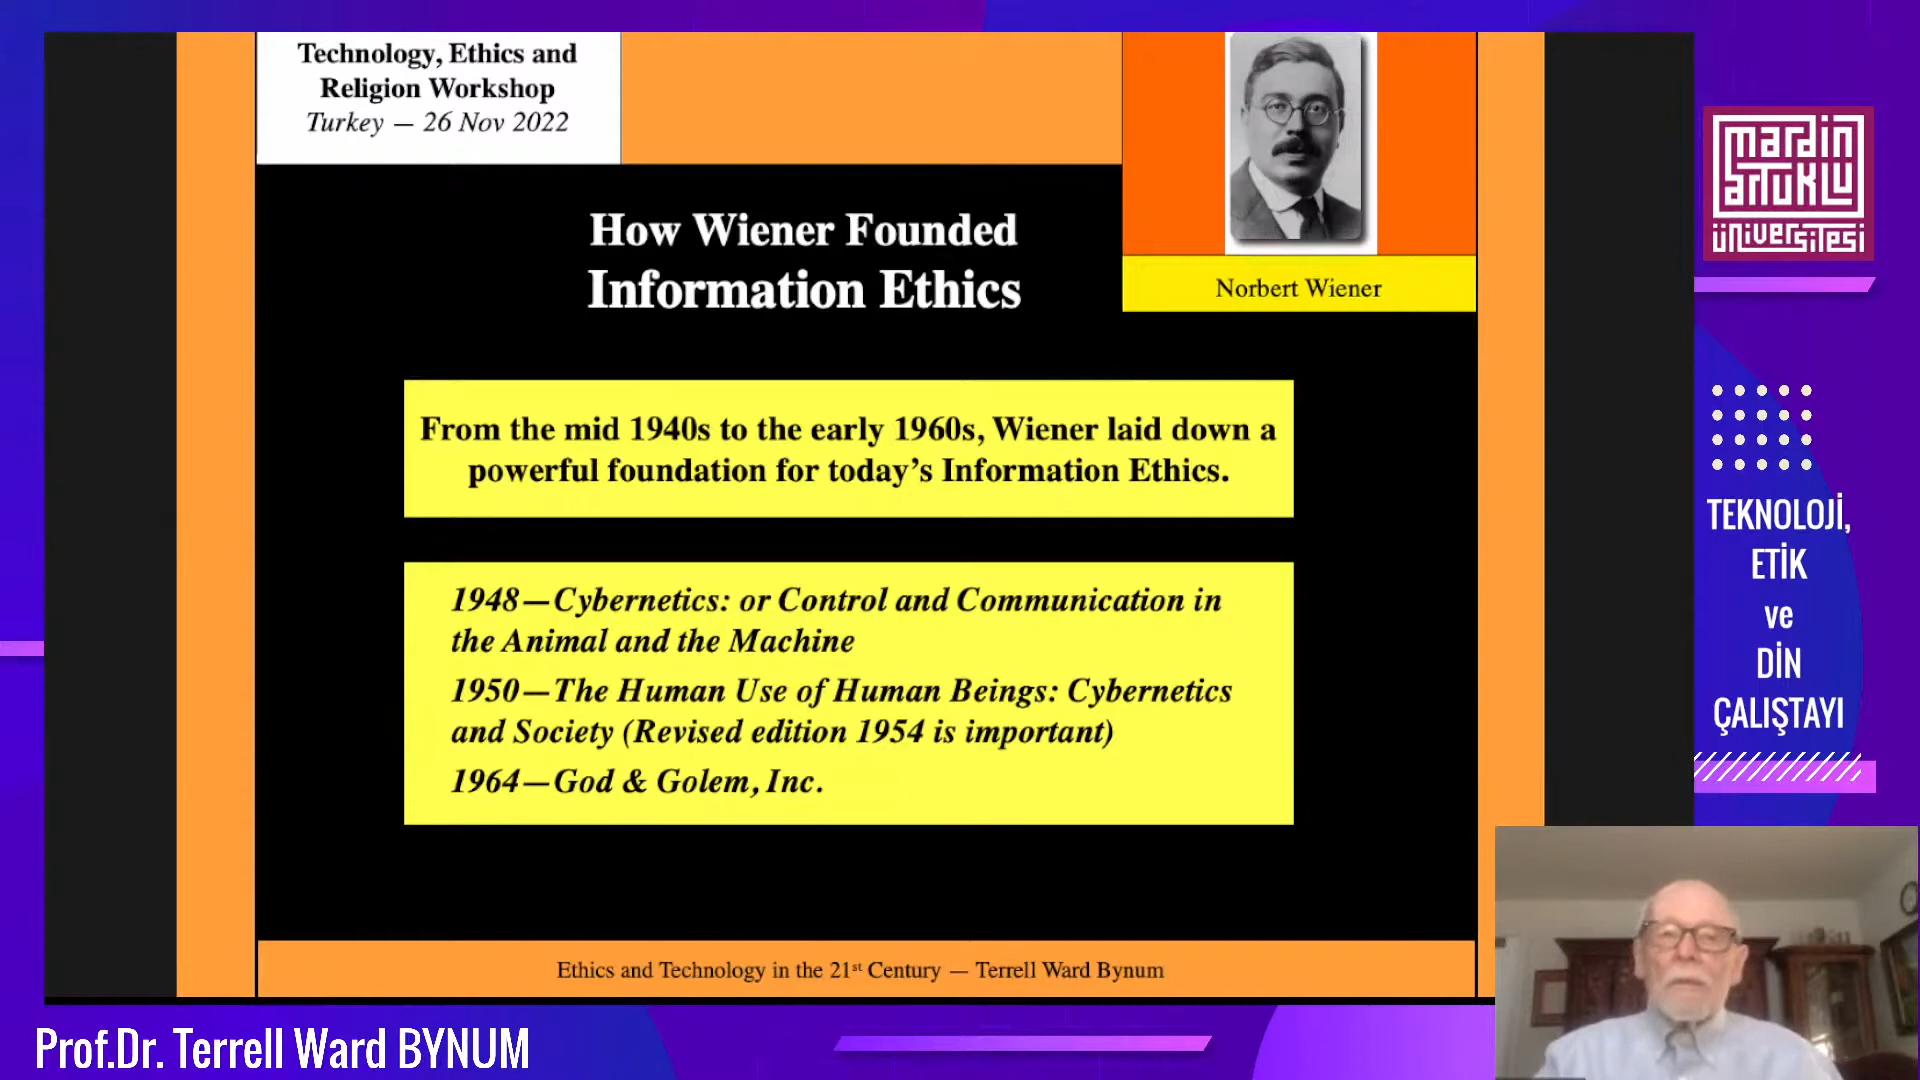 Technology, Ethics and
Religion Workshop
Turkey — 26 Nov 2022
Norbert Wiener
How Wiener Founded
Information Ethics
From the mid 1940s to the early 1960s, Wiener laid down a
powerful foundation for today’s Information Ethics.
1948—Cybernetics: or Control and Communication in
the Animal and the Machine
1950—The Human Use of Human Beings: Cybernetics
and Society (Revised edition 1954 is important)
1964—God & Golem, Inc.
Ethics and Technology in the 21st Century — Terrell Ward Bynum
mardin
artuklu
üniversitesi
TEKNOLOJİ,
ETİK
ve
DİN
ÇALIŞTAYI
Prof.Dr. Terrell Ward BYNUM